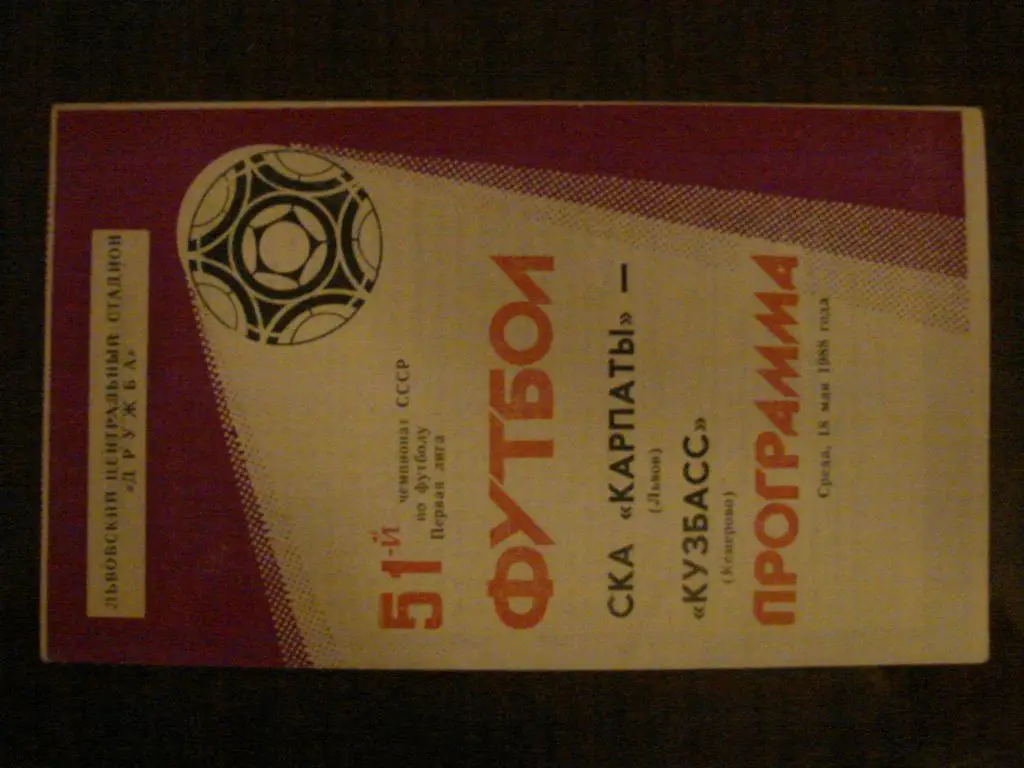 ЛЬВОВСКИЙ ЦЕНТРАЛЬНЫЙ СТАДИОН
«ДРУЖБА»
51-й чемпионат СССР
по футболу
Первая лига
ФУТБОЛ
СКА «КАРПАТЫ» —
(Львов)
«КУЗБАСС»
(Кемерово)
ПРОГРАММА
Среда, 18 мая 1988 года